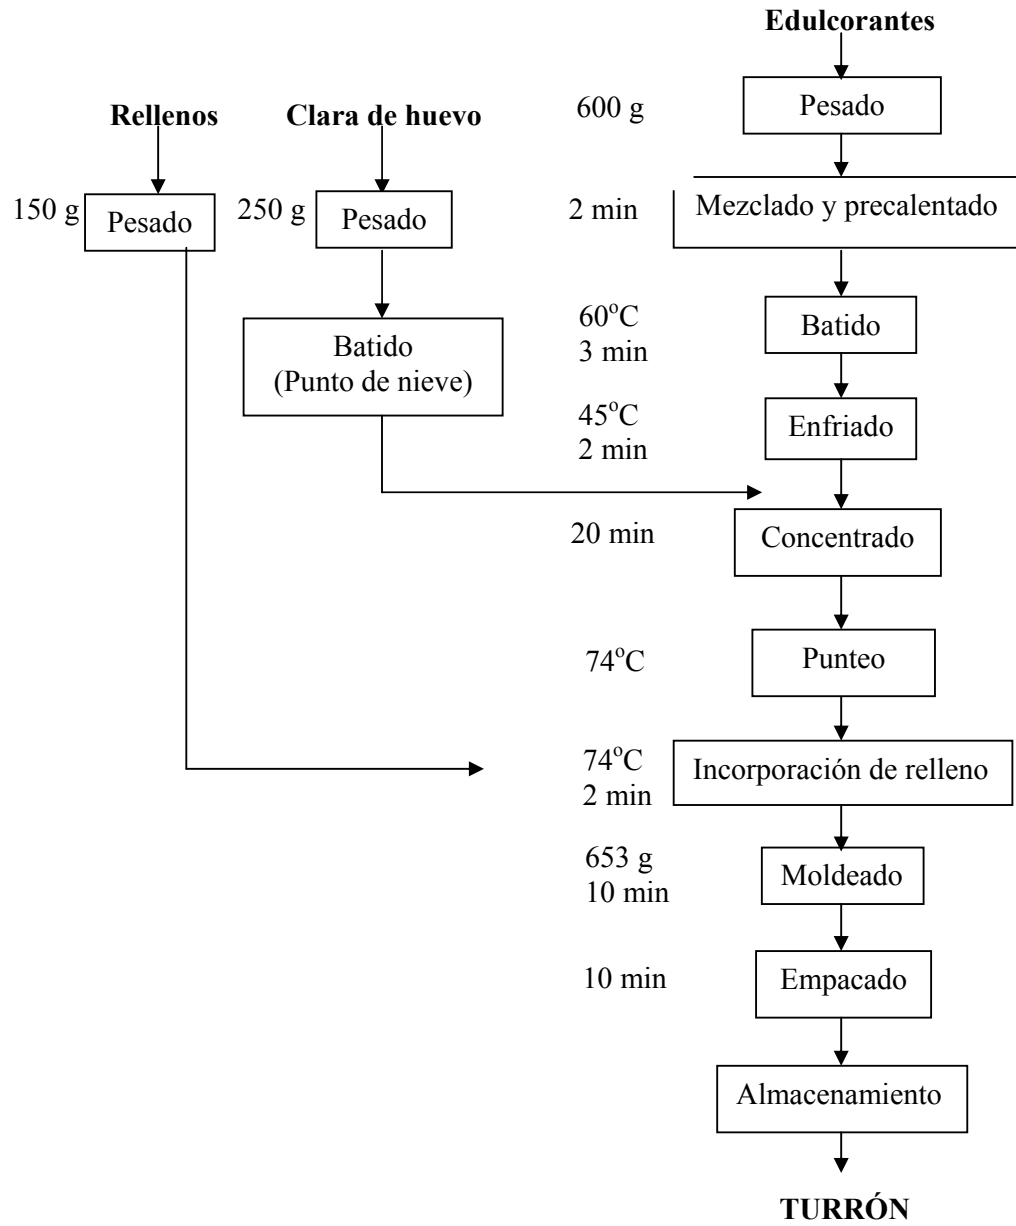 Edulcorantes
600 g
Pesado
Rellenos
Clara de huevo
150 g
Pesado
250 g
Pesado
2 min
Mezclado y precalentado
Batido
(Punto de nieve)
60°C
3 min
Batido
45°C
2 min
Enfriado
20 min
Concentrado
74°C
Punteo
74°C
2 min
Incorporación de relleno
653 g
10 min
Moldeado
10 min
Empacado
Almacenamiento
TURRÓN